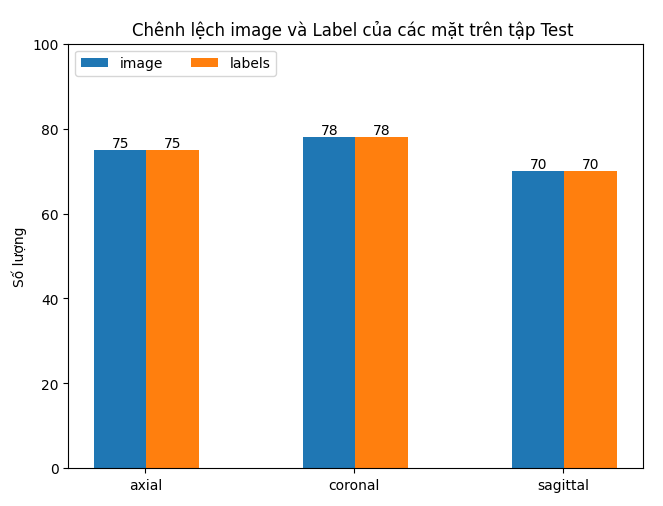 Chênh lệch image và Label của các mặt trên tập Test
image labels
Số lượng
100
80
60
40
20
0
75 75 78 78 70 70
axial coronal sagittal